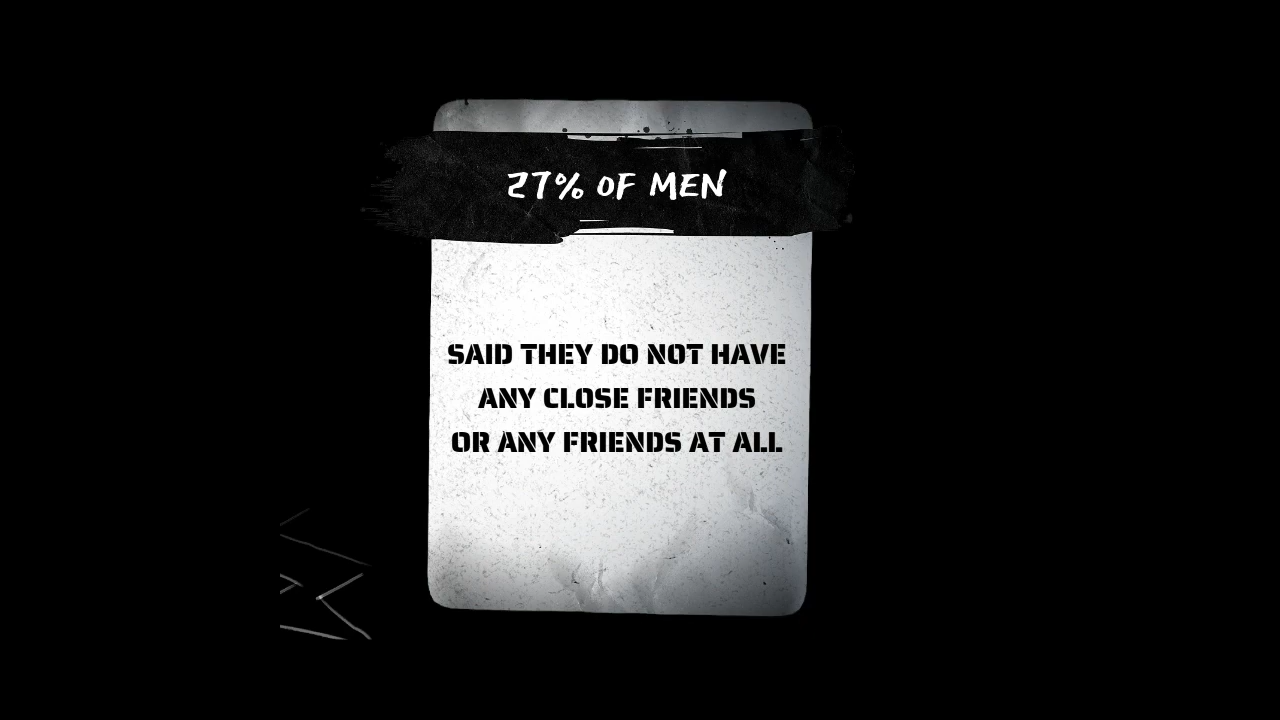 27% OF MEN
SAID THEY DO NOT HAVE
ANY CLOSE FRIENDS
OR ANY FRIENDS AT ALL